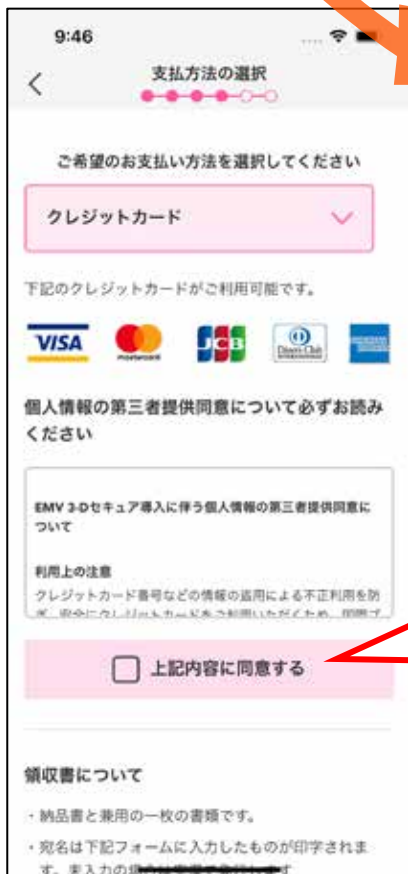 9:46
支払方法の選択
ご希望のお支払い方法を選択してください
クレジットカード
下記のクレジットカードがご利用可能です。
VISA
mastercard
JCB
Diners Club
個人情報の第三者提供同意について必ずお読み
ください
EMV 3-Dセキュア導入に伴う個人情報の第三者提供同意に
ついて
利用上の注意
クレジットカード番号などの情報の盗用による不正利用を防
上記内容に同意する
領収書について
・納品書と兼用の一枚の書類です。
・宛名は下記フォームに入力したものが印字されま
す。未入力の場合は